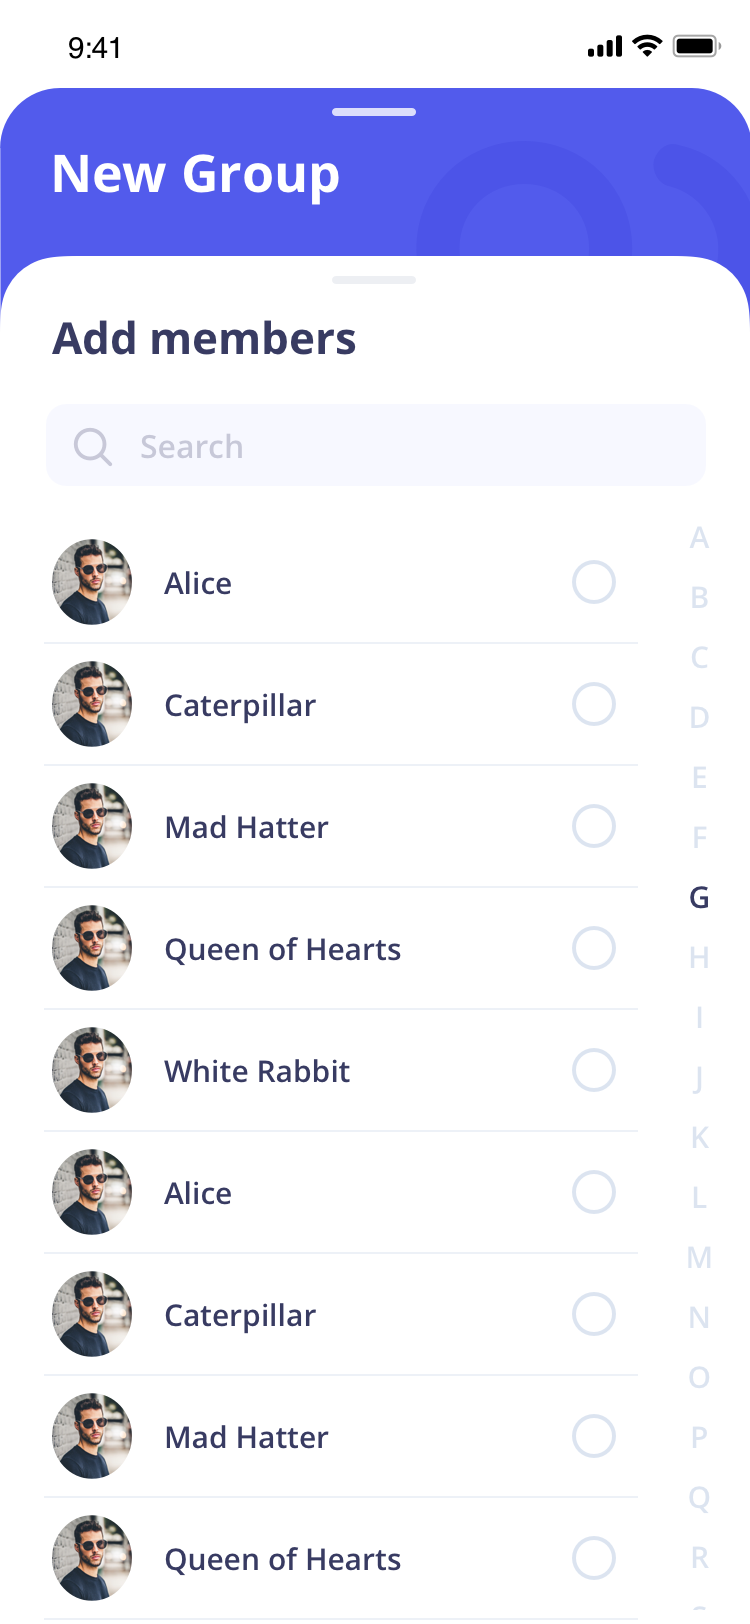 9:41
New Group
Add members
Search
Alice
Caterpillar
Mad Hatter
Queen of Hearts
White Rabbit
Alice
Caterpillar
Mad Hatter
Queen of Hearts
A
B
C
D
E
F
G
H
I
J
K
L
M
N
O
P
Q
R